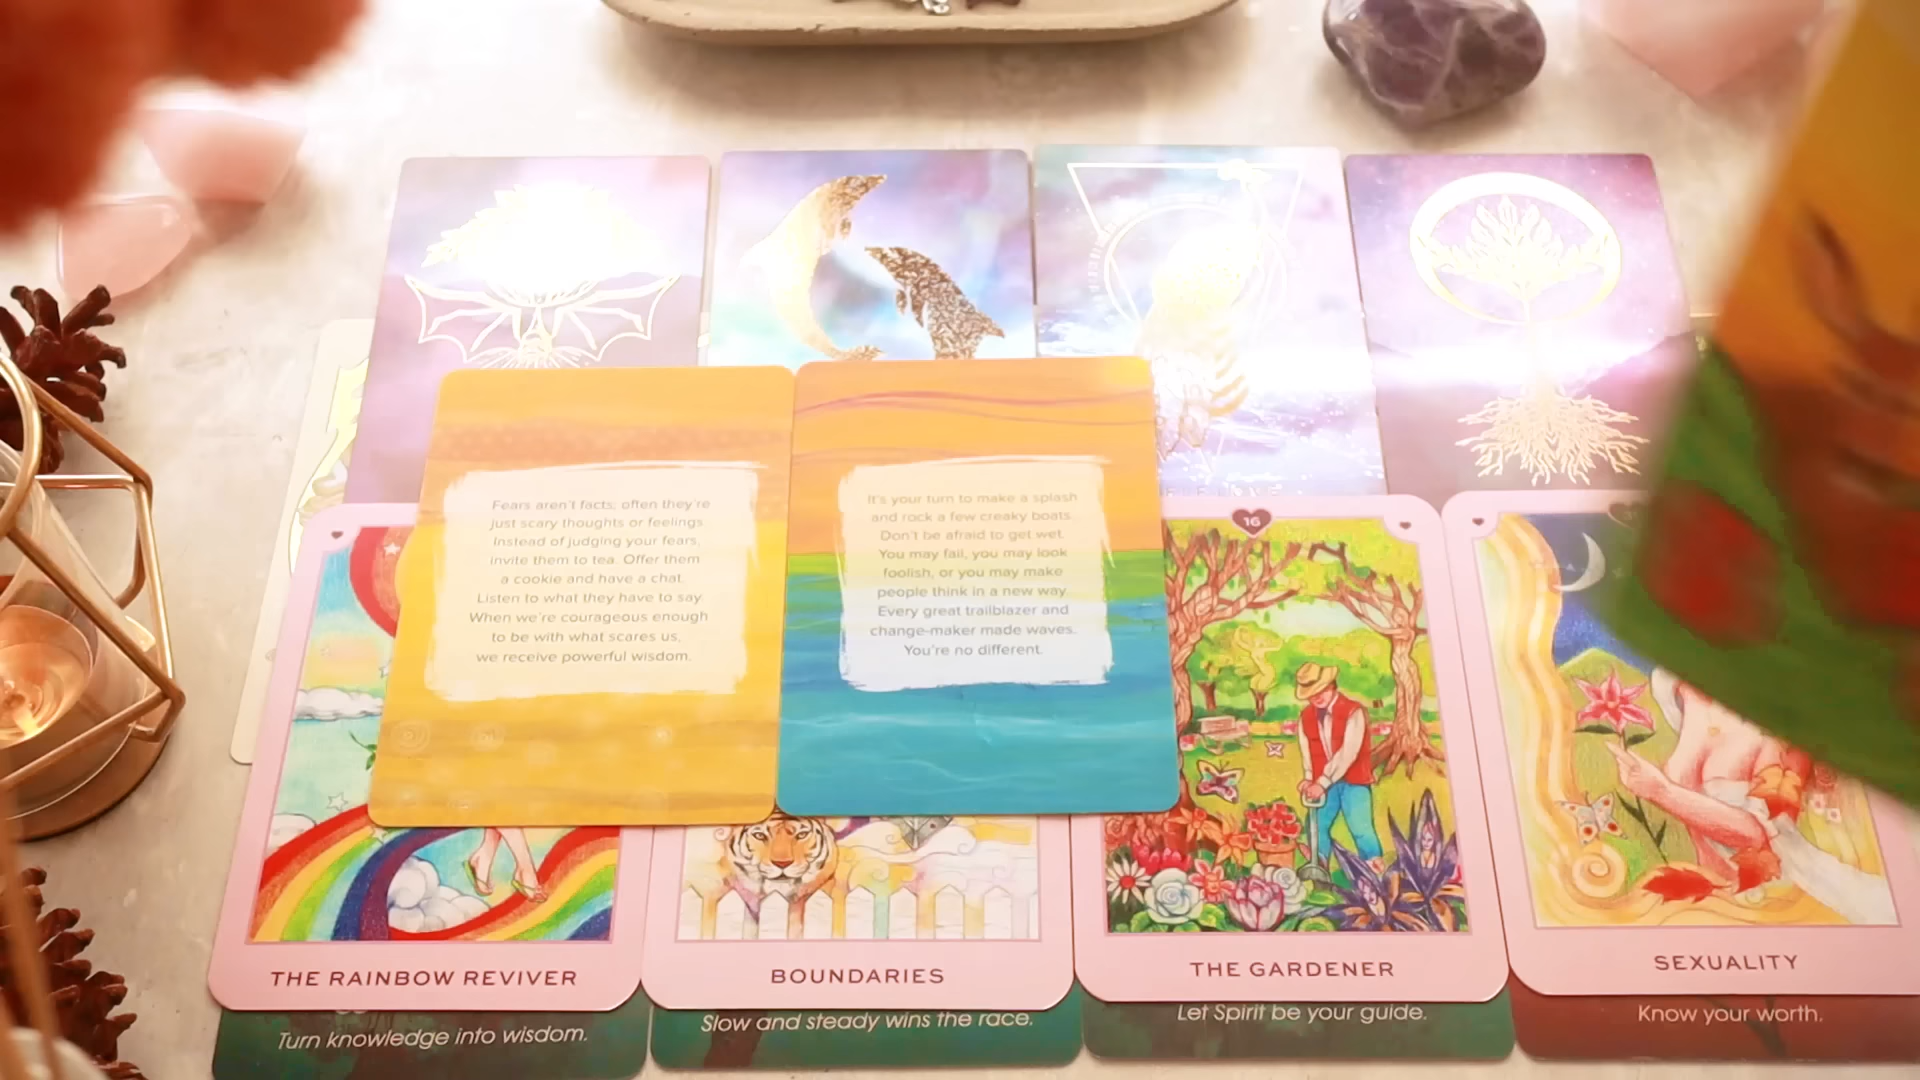 Fears aren't facts; often they're
just scary thoughts or feelings.
Instead of judging your fears,
invite them to tea. Offer them
a cookie and have a chat.
Listen to what they have to say.
When we're courageous enough
to be with what scares us,
we receive powerful wisdom.
It's your turn to make a splash
and rock a few creaky boats.
Don't be afraid to get wet.
You may fail, you may look
foolish, or you may make
people think in a new way.
Every great trailblazer and
change-maker made waves.
You're no different.
16
THE RAINBOW REVIVER
BOUNDARIES
THE GARDENER
SEXUALITY
Turn knowledge into wisdom.
Slow and steady wins the race.
Let Spirit be your guide.
Know your worth.